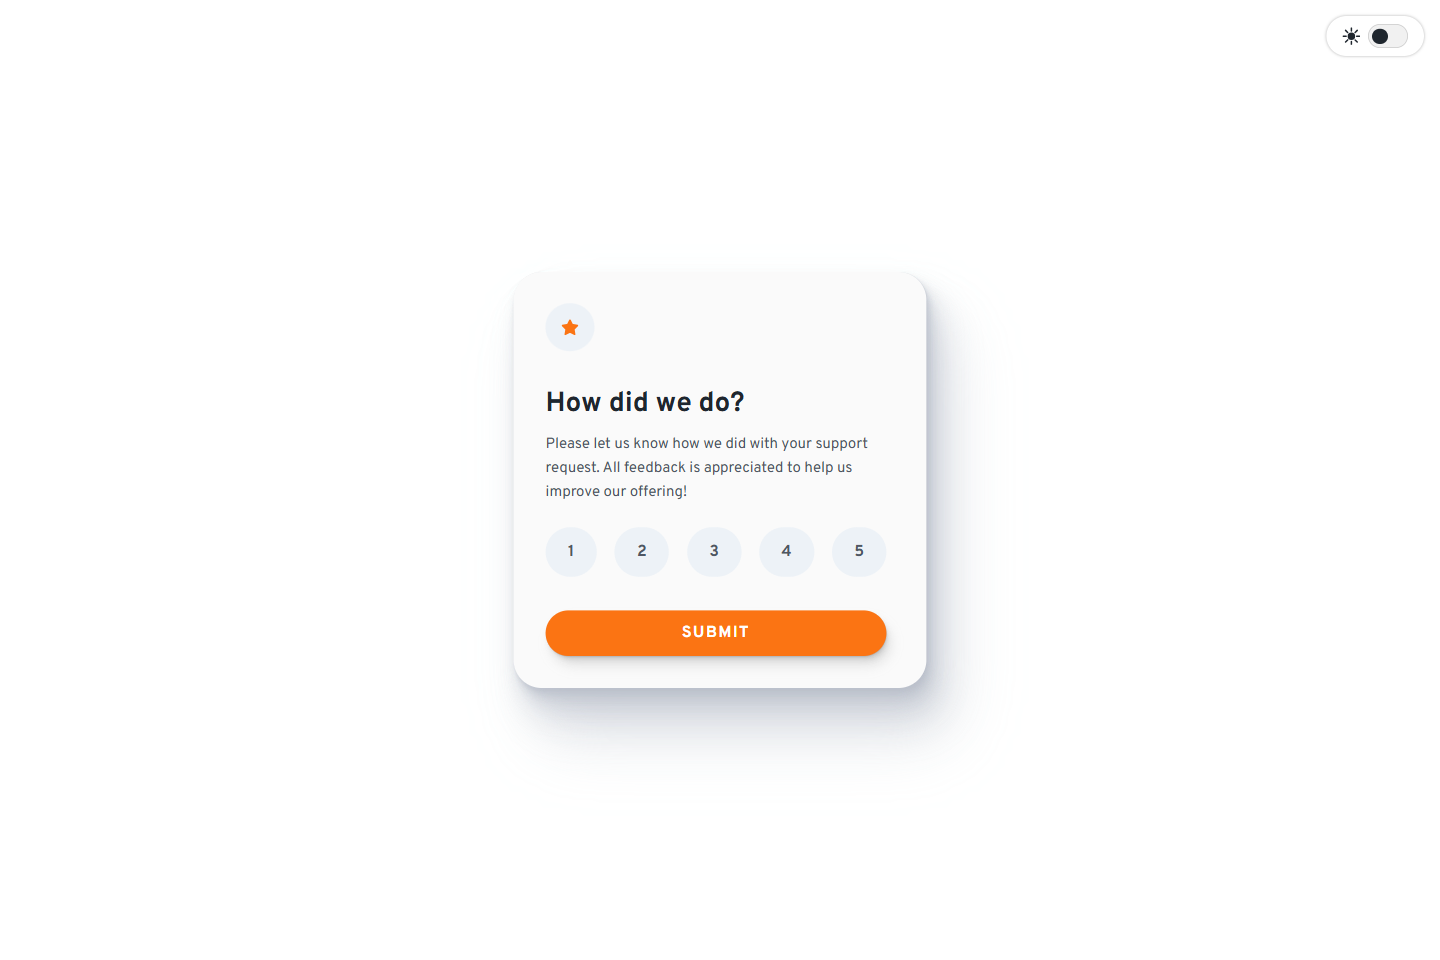 How did we do?
Please let us know how we did with your support
request. All feedback is appreciated to help us
improve our offering!
1 2 3 4 5
SUBMIT